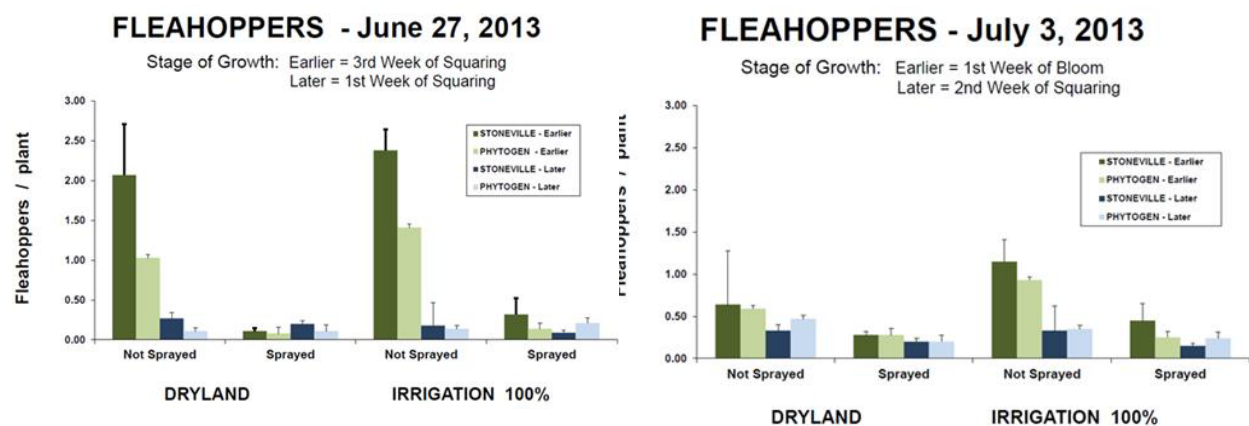 FLEAHOPPERS - June 27, 2013
Stage of Growth: Earlier = 3rd Week of Squaring
Later = 1st Week of Squaring
Fleahoppers / plant
3.00
2.50
2.00
1.50
1.00
0.50
0.00
STONEVILLE - Earlier
PHYTOGEN - Earlier
STONEVILLE - Later
PHYTOGEN - Later
Not Sprayed
Sprayed
Not Sprayed
Sprayed
DRYLAND
IRRIGATION 100%
FLEAHOPPERS - July 3, 2013
Stage of Growth: Earlier = 1st Week of Bloom
Later = 2nd Week of Squaring
Fleahoppers / plant
3.00
2.50
2.00
1.50
1.00
0.50
0.00
STONEVILLE - Earlier
PHYTOGEN - Earlier
STONEVILLE - Later
PHYTOGEN - Later
Not Sprayed
Sprayed
Not Sprayed
Sprayed
DRYLAND
IRRIGATION 100%